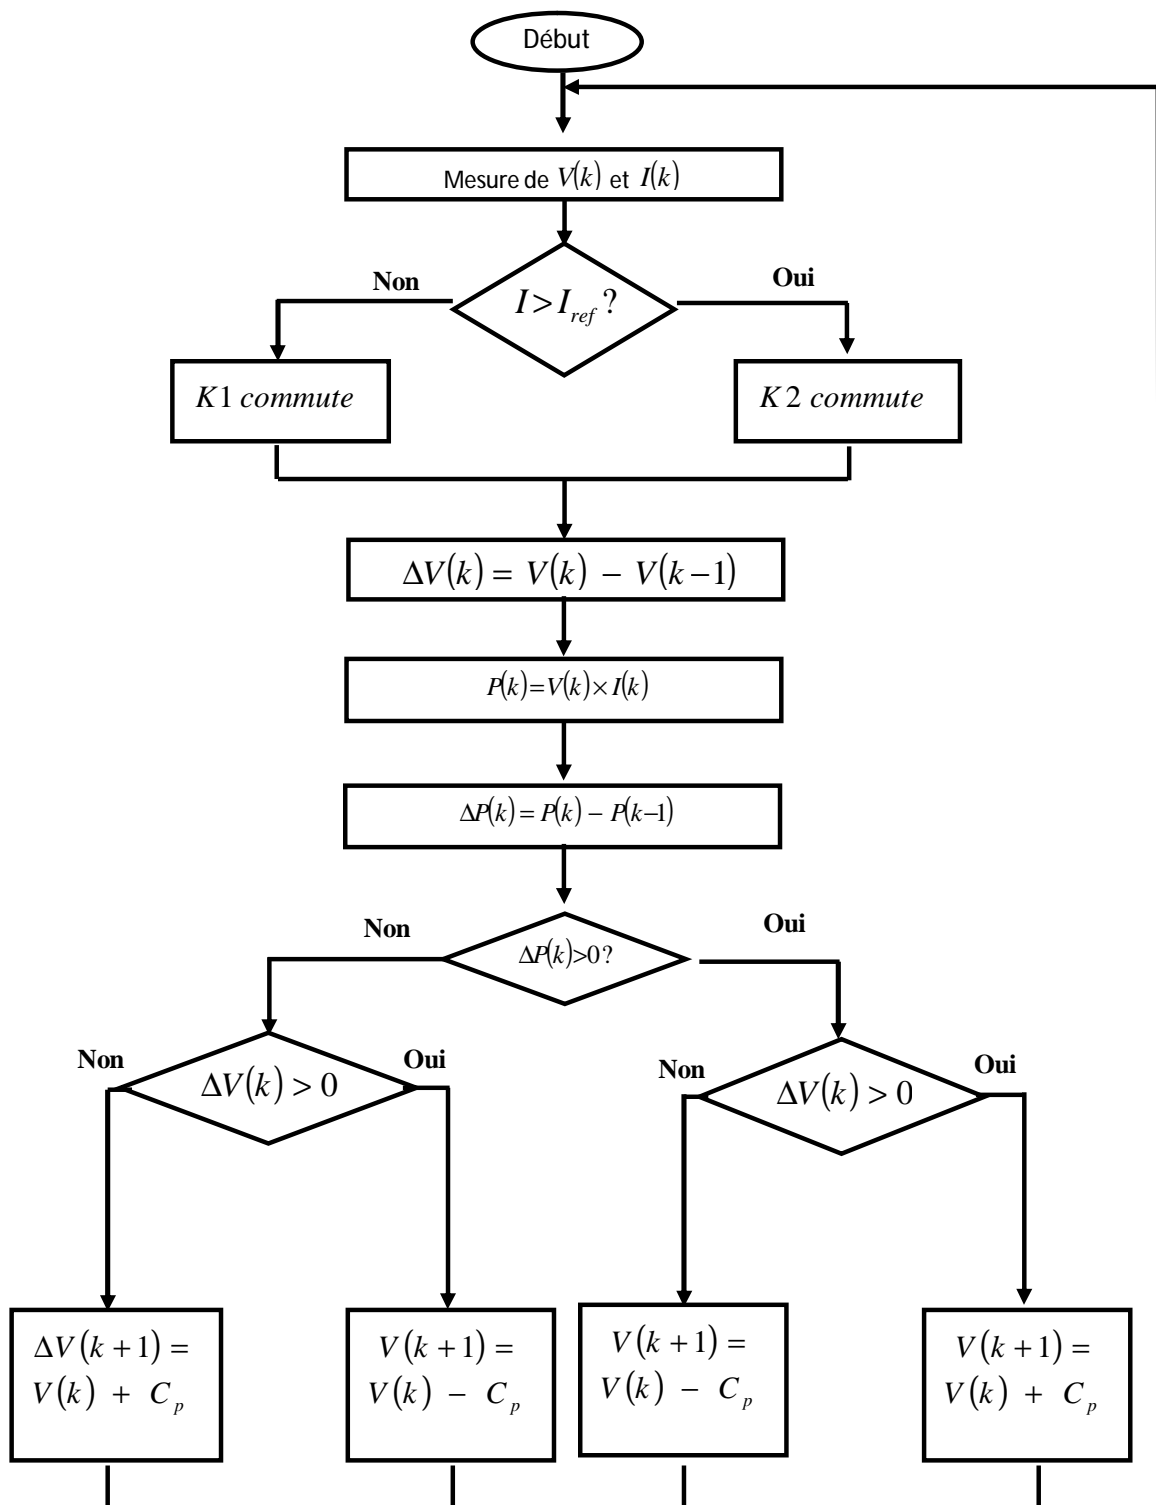 Début
Mesure de V(k) et I(k)
Non
Oui
I > I_ref ?
K1 commute
K2 commute
ΔV(k) = V(k) − V(k−1)
P(k)=V(k)×I(k)
ΔP(k) = P(k) − P(k−1)
Non
Oui
ΔP(k)>0?
Non
Oui
Non
Oui
ΔV(k) > 0
ΔV(k) > 0
ΔV(k + 1) =
V(k) + C_p
V(k + 1) =
V(k) − C_p
V(k + 1) =
V(k) − C_p
V(k + 1) =
V(k) + C_p